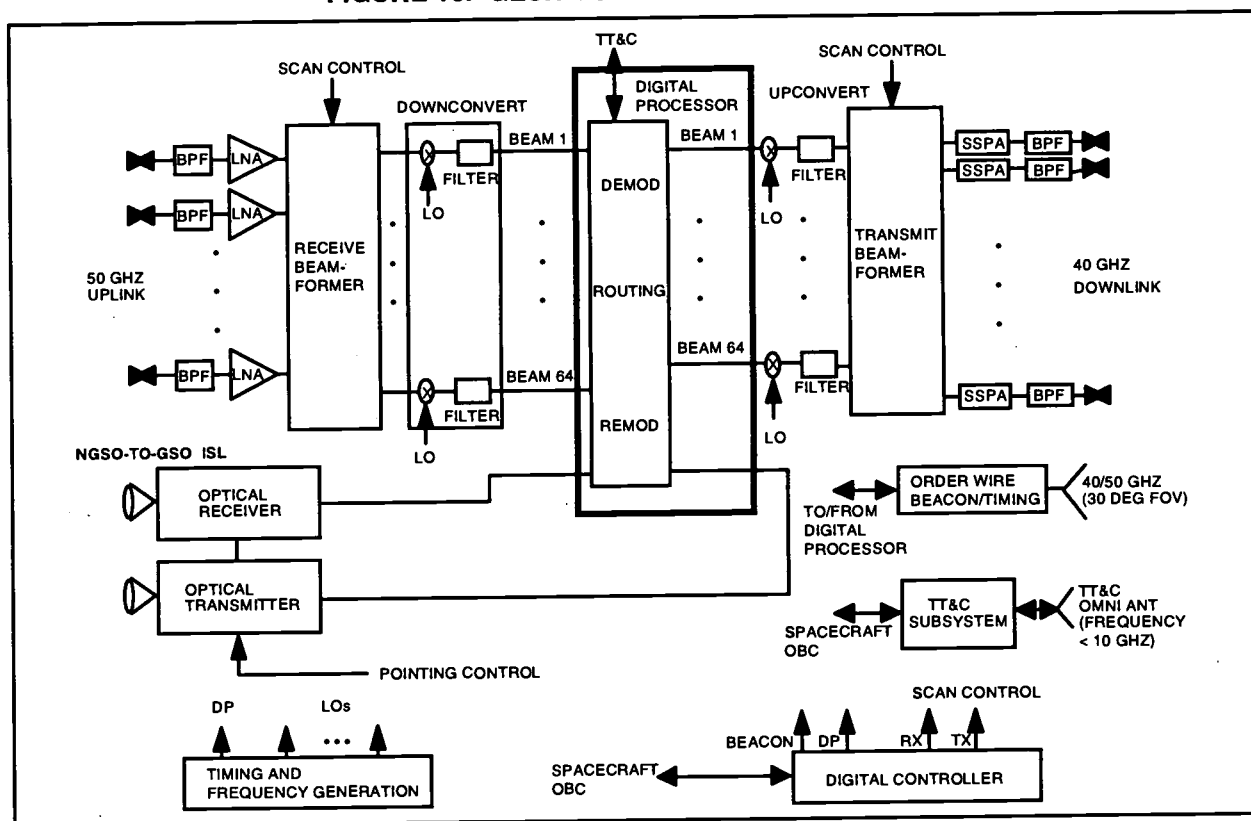 TT&C
SCAN CONTROL
SCAN CONTROL
DIGITAL
PROCESSOR
DOWNCONVERT
UPCONVERT
BPF
LNA
BEAM 1
BEAM 1
SSPA
BPF
SSPA
BPF
FILTER
DEMOD
FILTER
BPF
LNA
LO
LO
RECEIVE
BEAM-
FORMER
TRANSMIT
BEAM-
FORMER
50 GHZ
UPLINK
ROUTING
40 GHZ
DOWNLINK
BEAM 64
BPF
LNA
BEAM 64
FILTER
FILTER
SSPA
BPF
REMOD
LO
LO
NGSO-TO-GSO ISL
OPTICAL
RECEIVER
ORDER WIRE
BEACON/TIMING
40/50 GHZ
(30 DEG FOV)
TO/FROM
DIGITAL
PROCESSOR
OPTICAL
TRANSMITTER
TT&C
SUBSYSTEM
TT&C
OMNI ANT
(FREQUENCY
< 10 GHZ)
SPACECRAFT
OBC
POINTING CONTROL
DP
LOs
SCAN CONTROL
BEACON
DP
RX
TX
TIMING AND
FREQUENCY GENERATION
SPACECRAFT
OBC
DIGITAL CONTROLLER